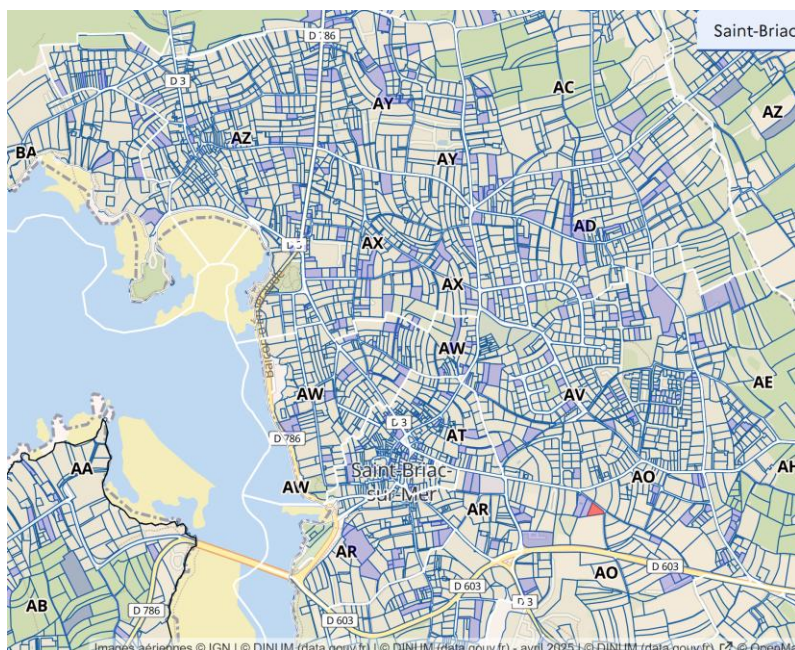 Saint-Briac
D 786
D 3
AY
AC
AZ
AZ
AY
BA
AD
D 3
AX
AX
AW
AW
AV
AE
D 3
AT
D 786
Saint-Briac-
sur-Mer
AA
AW
AO
AH
AR
AR
AO
D 603
D 603
AB
D 786
D 3
D 603
Images aériennes © IGN | © DINUM (data.gouv.fr) | © DINUM (data.gouv.fr) - avril 2025 | © DINUM (data.gouv.fr) © OpenMa